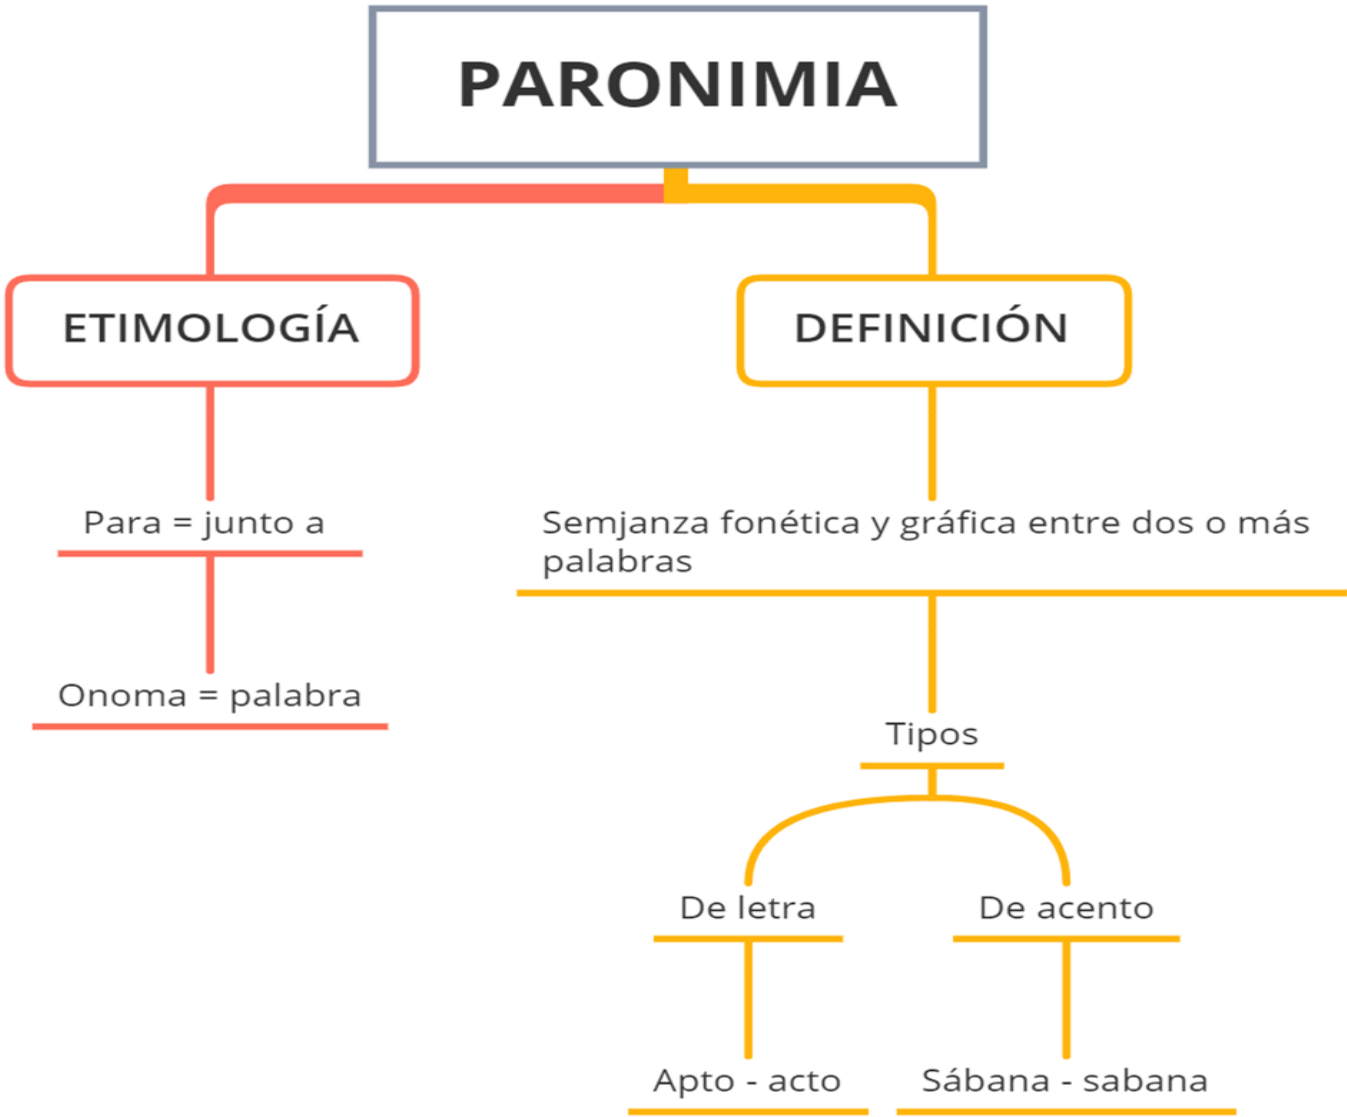 PARONIMIA
ETIMOLOGÍA
DEFINICIÓN
Para = junto a
Onoma = palabra
Semjanza fonética y gráfica entre dos o más
palabras
Tipos
De letra
De acento
Apto - acto
Sábana - sabana